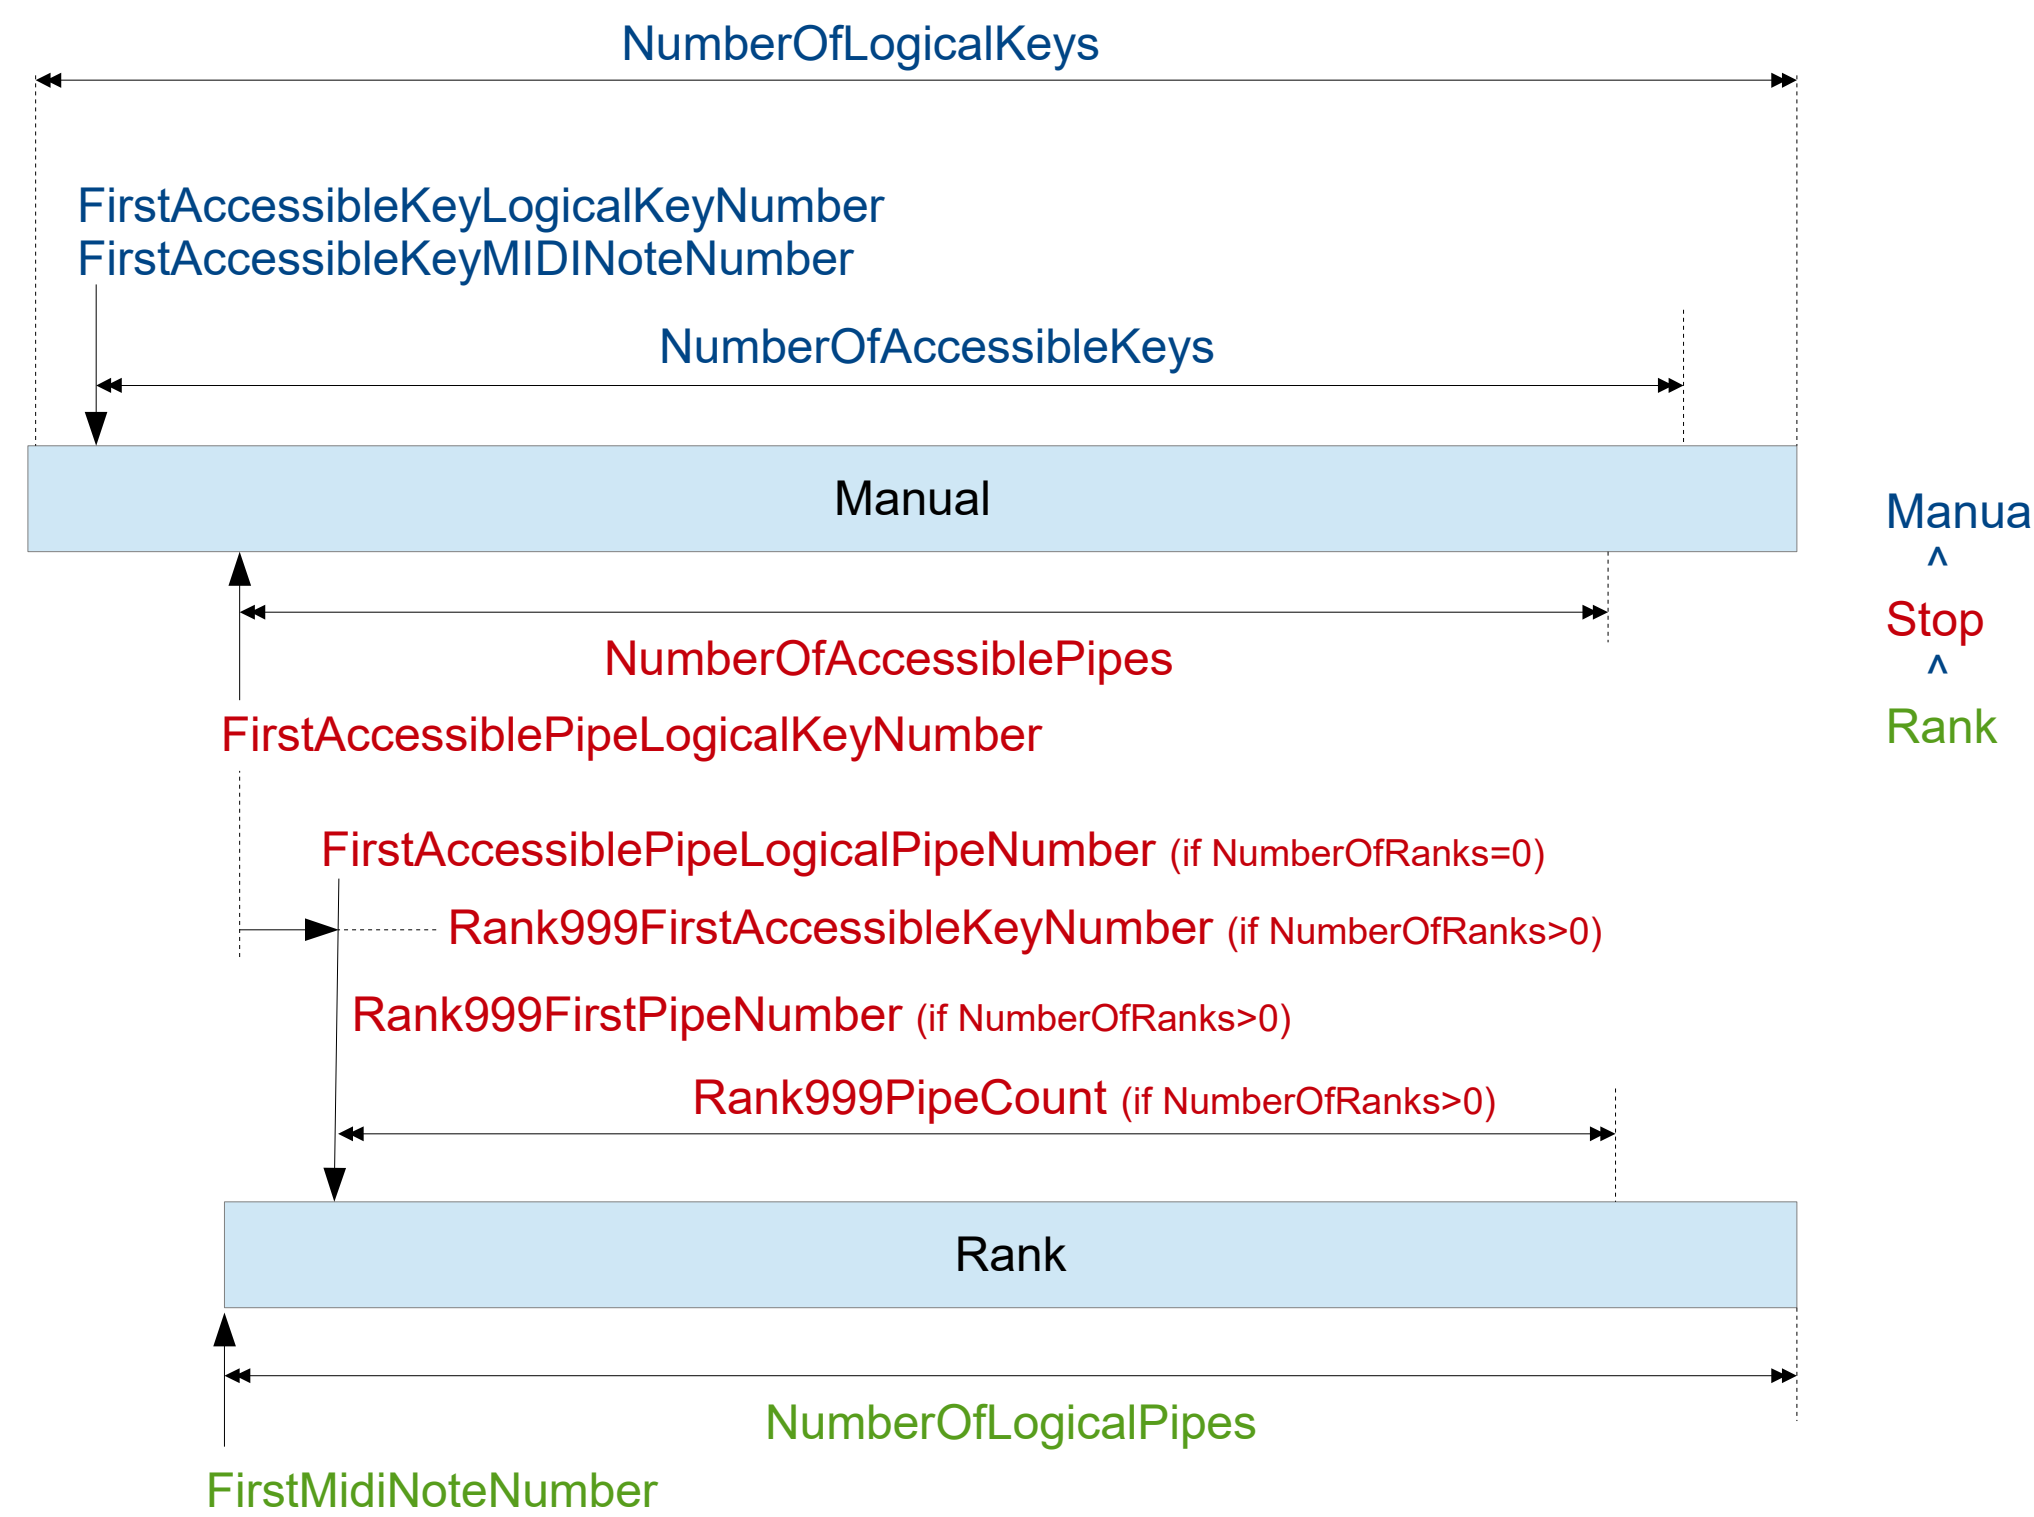 NumberOfLogicalKeys
FirstAccessibleKeyLogicalKeyNumber
FirstAccessibleKeyMIDINoteNumber
NumberOfAccessibleKeys
Manual
Manua
^
Stop
^
Rank
NumberOfAccessiblePipes
FirstAccessiblePipeLogicalKeyNumber
FirstAccessiblePipeLogicalPipeNumber (if NumberOfRanks=0)
Rank999FirstAccessibleKeyNumber (if NumberOfRanks>0)
Rank999FirstPipeNumber (if NumberOfRanks>0)
Rank999PipeCount (if NumberOfRanks>0)
Rank
NumberOfLogicalPipes
FirstMidiNoteNumber